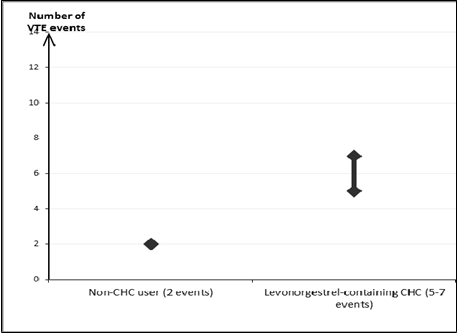 Number of
VTE events
14
12
10
8
6
4
2
0
Non-CHC user (2 events)
Levonorgestrel-containing CHC (5-7
events)